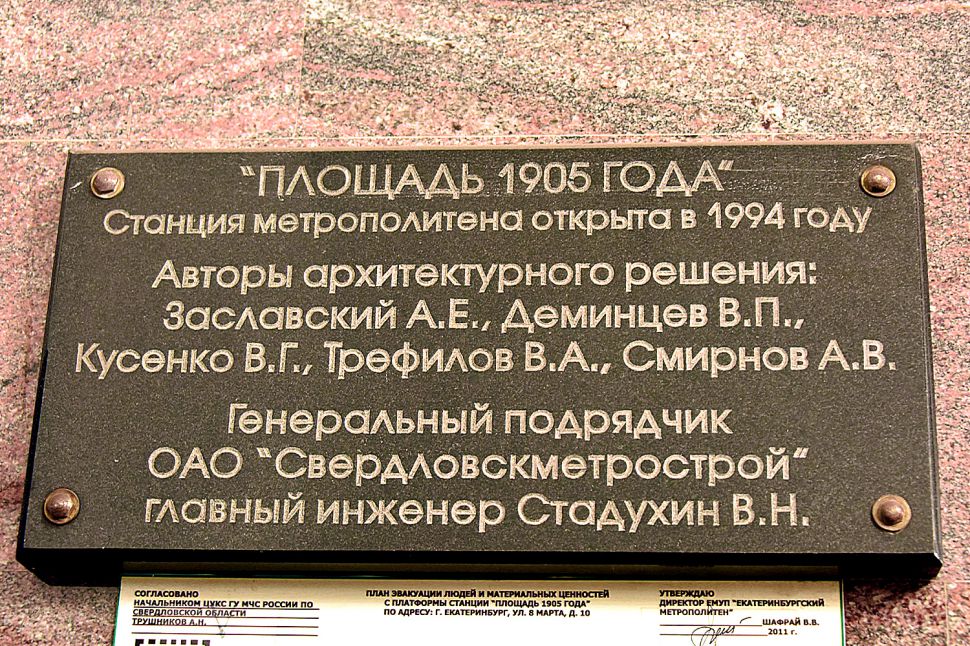 "ПЛОЩАДЬ 1905 ГОДА"
Станция метрополитена открыта в 1994 году
Авторы архитектурного решения:
Заславский А.Е., Деминцев В.П.,
Кусенко В.Г., Трефилов В.А., Смирнов А.В.
Генеральный подрядчик
ОАО "Свердловскметрострой"
главный инженер Стадухин В.Н.
СОГЛАСОВАНО
НАЧАЛЬНИКОМ ЦУКС ГУ МЧС РОССИИ ПО
СВЕРДЛОВСКОЙ ОБЛАСТИ
ТРУШНИКОВ А.Н.
ПЛАН ЭВАКУАЦИИ ЛЮДЕЙ И МАТЕРИАЛЬНЫХ ЦЕННОСТЕЙ
С ПЛАТФОРМЫ СТАНЦИИ "ПЛОЩАДЬ 1905 ГОДА"
ПО АДРЕСУ: Г. ЕКАТЕРИНБУРГ, УЛ. 8 МАРТА, Д. 10
УТВЕРЖДАЮ
ДИРЕКТОР ЕМУП "ЕКАТЕРИНБУРГСКИЙ
МЕТРОПОЛИТЕН"
ШАФРАЙ В.В.
2011 г.